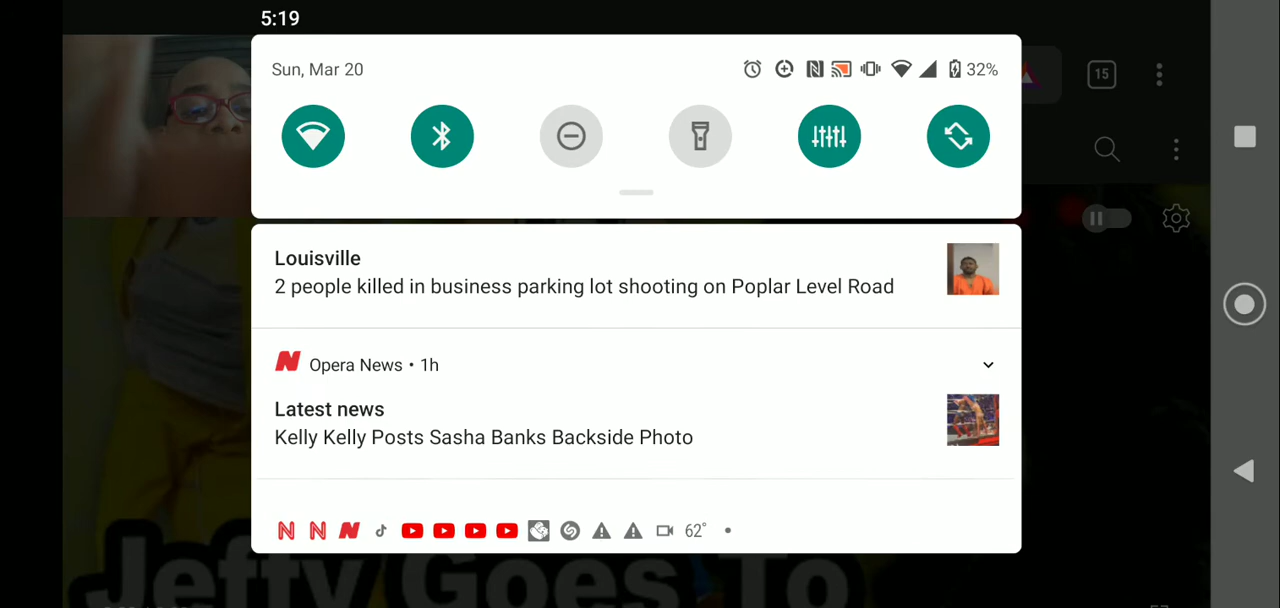 5:19
Sun, Mar 20
32%
15
Louisville
2 people killed in business parking lot shooting on Poplar Level Road
Opera News • 1h
Latest news
Kelly Kelly Posts Sasha Banks Backside Photo
62°
Jeffy Goes To